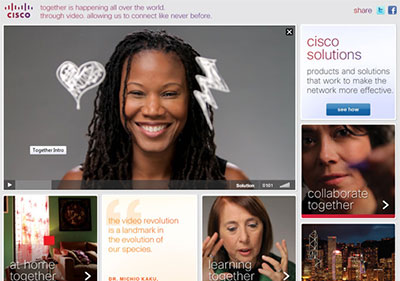 CISCO
together is happening all over the world.
through video. allowing us to connect like never before.
share
Together Intro
Solution
cisco
solutions
products and solutions
that work to make the
network more effective.
see how
collaborate
together
at home
together
“
the video revolution
is a landmark in
the evolution of
our species.
DR. MICHIO KAKU,
learning
together